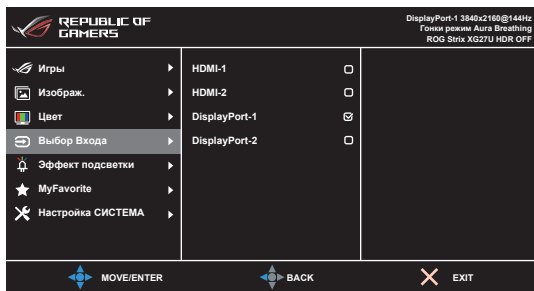 REPUBLIC OF
GAMERS
DisplayPort-1 3840x2160@144Hz
Гонки режим Aura Breathing
ROG Strix XG27U HDR OFF
Игры
Изображ.
Цвет
Выбор Входа
Эффект подсветки
MyFavorite
Настройка СИСТЕМА
HDMI-1
HDMI-2
DisplayPort-1
DisplayPort-2
MOVE/ENTER
BACK
EXIT